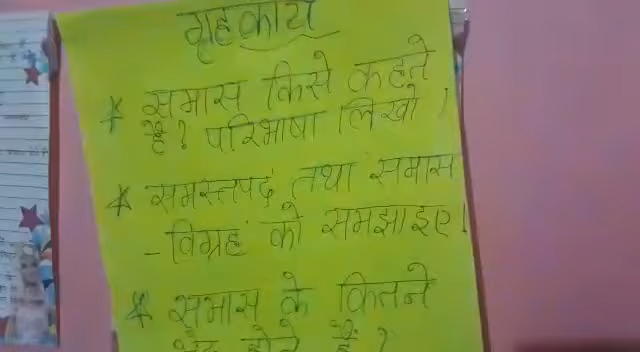 गृहकार्य
* समास किसे कहते
है? परिभाषा लिखो।
* समस्तपद तथा समास
-विग्रह को समझाइए।
* समास के कितने
भेद होते है?